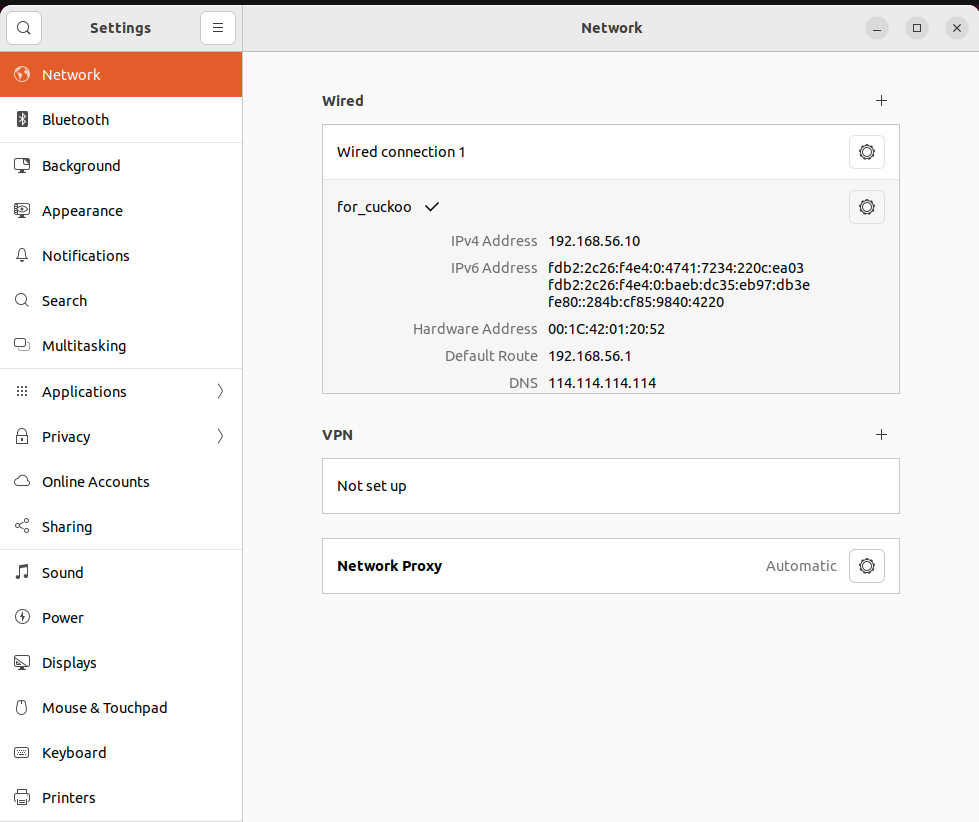 Settings
Network
Network
Bluetooth
Background
Appearance
Notifications
Search
Multitasking
Applications
Privacy
Online Accounts
Sharing
Sound
Power
Displays
Mouse & Touchpad
Keyboard
Printers
Wired
Wired connection 1
for_cuckoo
IPv4 Address 192.168.56.10
IPv6 Address fdb2:2c26:f4e4:0:4741:7234:220c:ea03
fdb2:2c26:f4e4:0:baeb:dc35:eb97:db3e
fe80::284b:cf85:9840:4220
Hardware Address 00:1C:42:01:20:52
Default Route 192.168.56.1
DNS 114.114.114.114
VPN
Not set up
Network Proxy Automatic